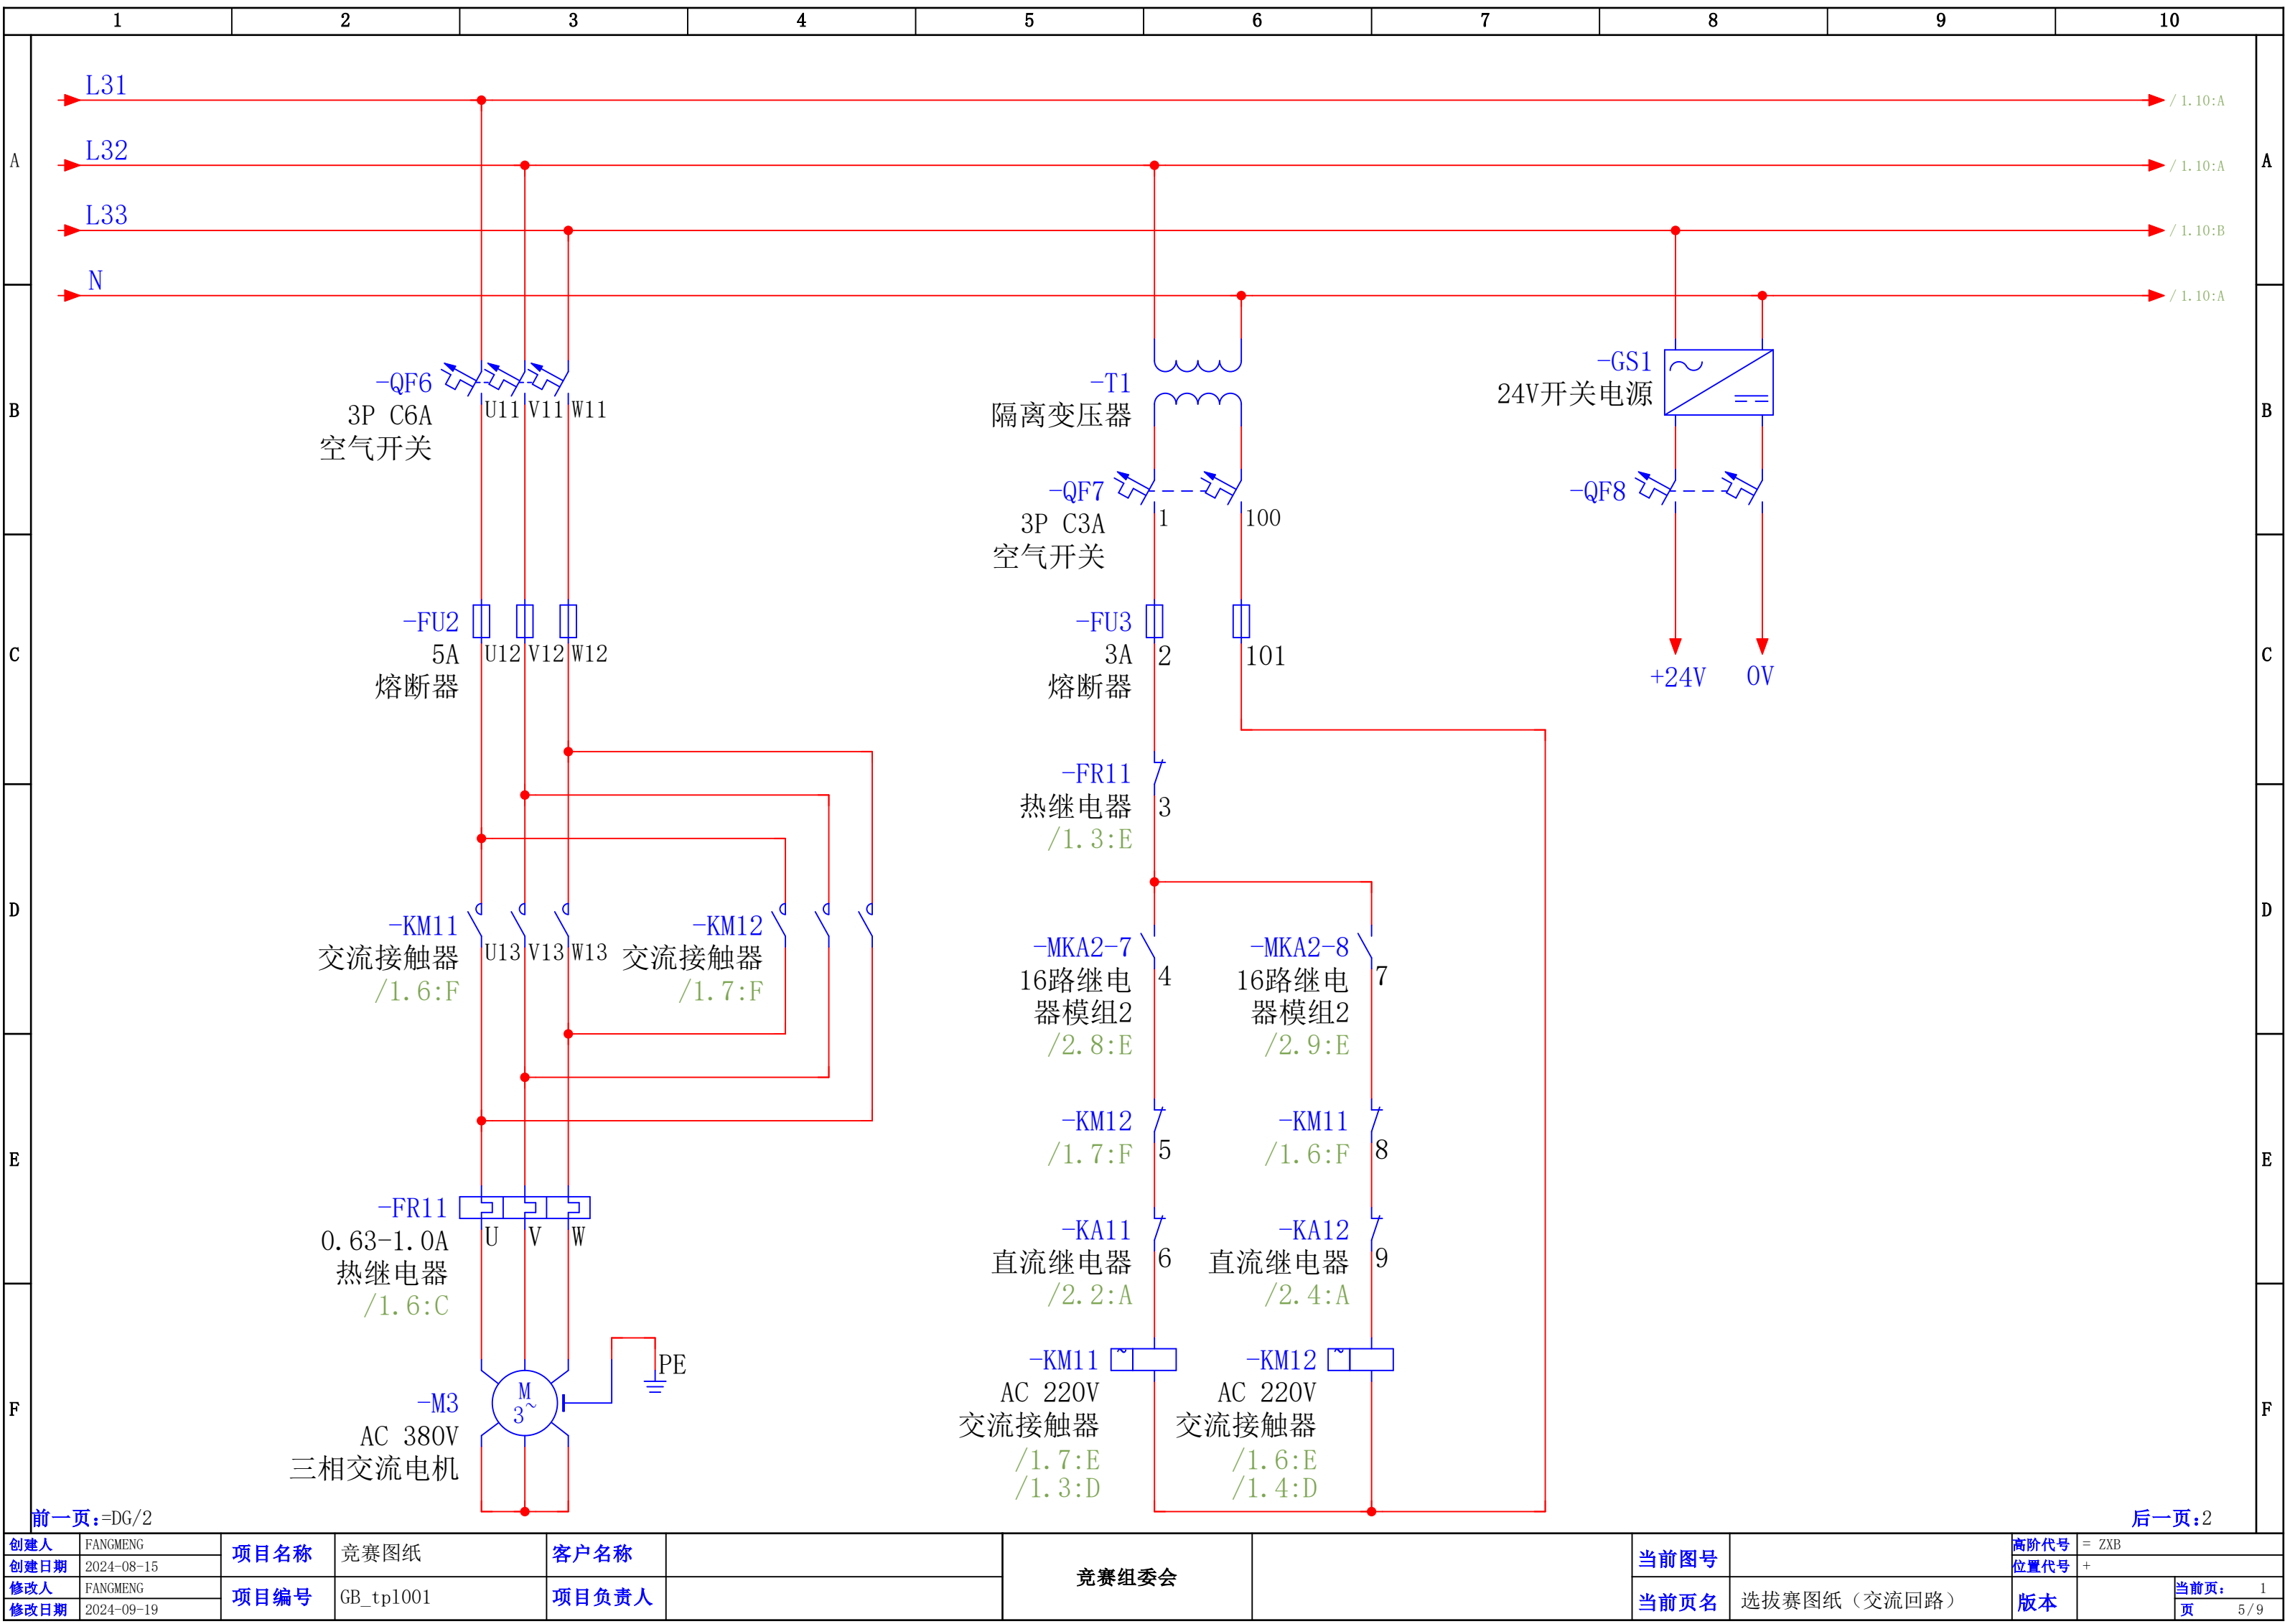 1 2 3 4 5 6 7 8 9 10
L31 / 1.10:A
A L32 / 1.10:A A
L33 / 1.10:B
N / 1.10:A
-QF6
3P C6A
空气开关
U11 V11 W11
-T1
隔离变压器
-GS1
24V开关电源
B B
-QF7
3P C3A
空气开关
1 100
-QF8
-FU2
5A
熔断器
U12 V12 W12
-FU3
3A
熔断器
2 101
+24V 0V
C C
-FR11
热继电器
/1.3:E
3
D D
-KM11
交流接触器
/1.6:F
U13 V13 W13
-KM12
交流接触器
/1.7:F
-MKA2-7
16路继电
器模组2
/2.8:E
4
-MKA2-8
16路继电
器模组2
/2.9:E
7
-KM12
/1.7:F
5
-KM11
/1.6:F
8
E E
-FR11
0.63-1.0A
热继电器
/1.6:C
U V W
-KA11
直流继电器
/2.2:A
6
-KA12
直流继电器
/2.4:A
9
PE
-M3
AC 380V
三相交流电机
M
3~
-KM11
AC 220V
交流接触器
/1.7:E
/1.3:D
~
-KM12
AC 220V
交流接触器
/1.6:E
/1.4:D
~
F F
前一页:=DG/2 后一页:2
创建人 FANGMENG
创建日期 2024-08-15
修改人 FANGMENG
修改日期 2024-09-19
项目名称 竞赛图纸
项目编号 GB_tpl001
客户名称
项目负责人
竞赛组委会
当前图号
当前页名 选拔赛图纸（交流回路）
高阶代号 = ZXB
位置代号 +
版本
当前页: 1
页 5/9